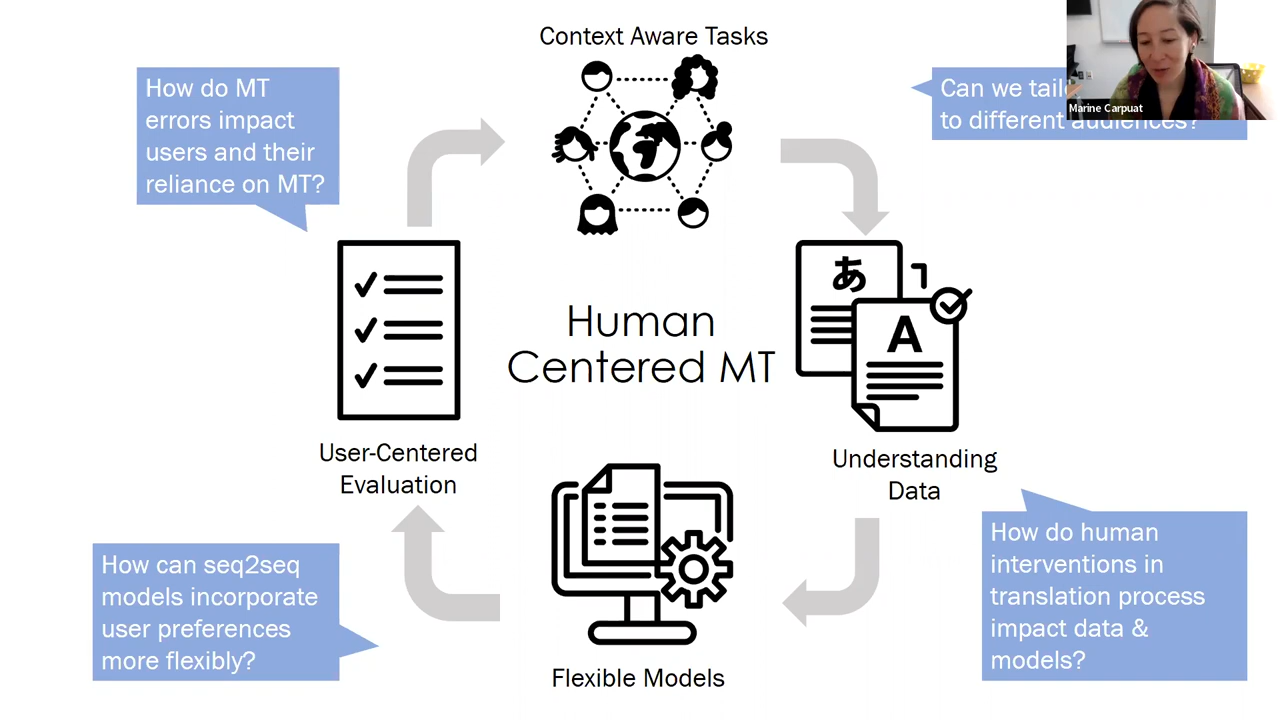 Context Aware Tasks
How do MT
errors impact
users and their
reliance on MT?
Can we
to different audiences?
Marine Carpuat
あ
A
Human
Centered MT
User-Centered
Evaluation
Understanding
Data
How can seq2seq
models incorporate
user preferences
more flexibly?
How do human
interventions in
translation process
impact data &
models?
Flexible Models